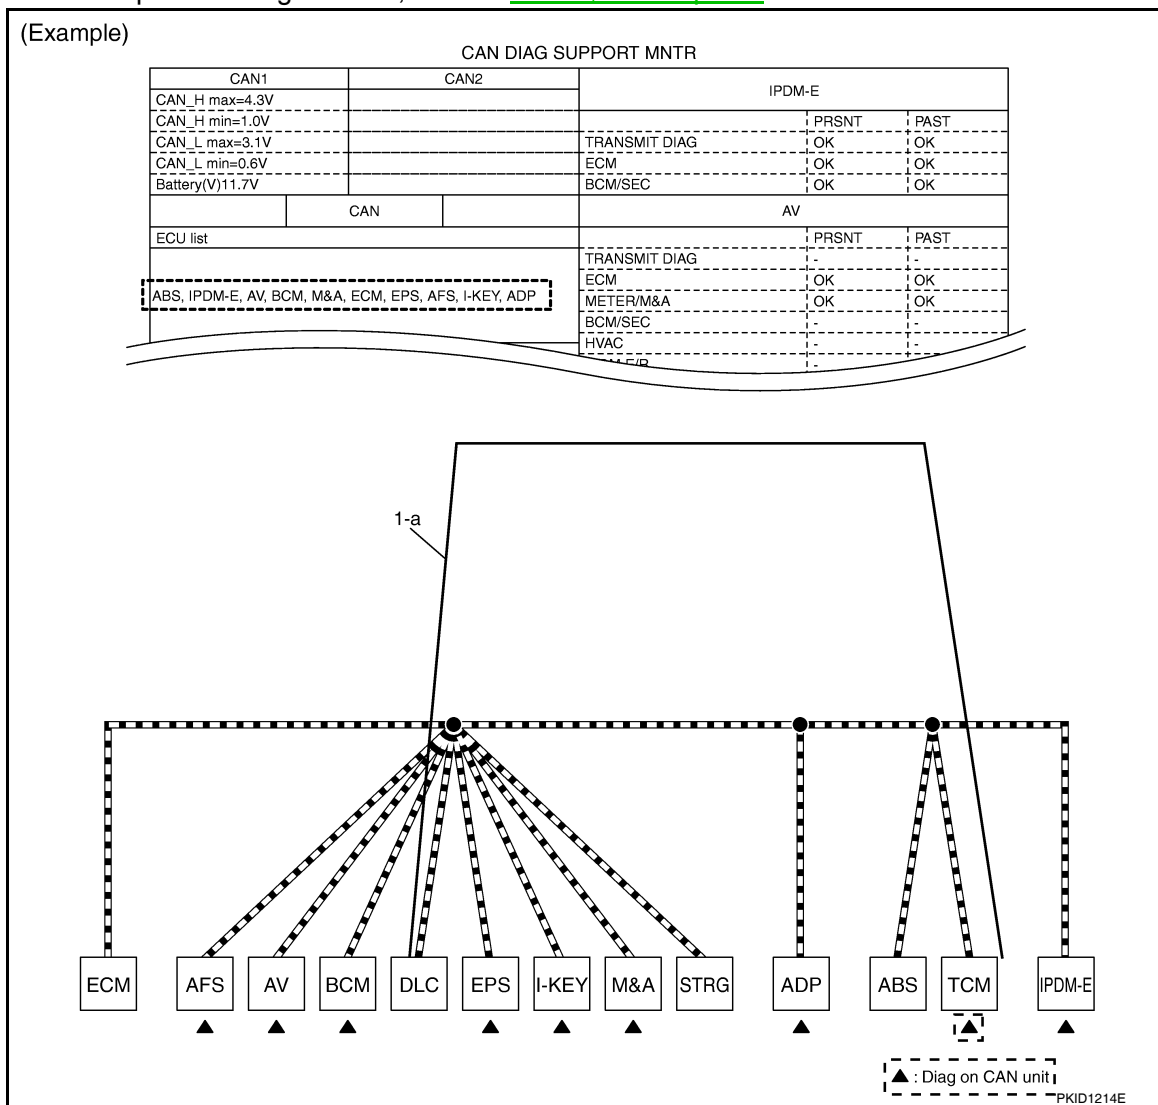 (Example)
CAN DIAG SUPPORT MNTR
CAN1 CAN2 IPDM-E
CAN_H max=4.3V
CAN_H min=1.0V PRSNT PAST
CAN_L max=3.1V TRANSMIT DIAG OK OK
CAN_L min=0.6V ECM OK OK
Battery(V)11.7V BCM/SEC OK OK
CAN AV
ECU list PRSNT PAST
TRANSMIT DIAG - -
ECM OK OK
ABS, IPDM-E, AV, BCM, M&A, ECM, EPS, AFS, I-KEY, ADP METER/M&A OK OK
BCM/SEC - -
HVAC - -
-
1-a
ECM AFS AV BCM DLC EPS I-KEY M&A STRG ADP ABS TCM IPDM-E
▲ : Diag on CAN unit
PKID1214E